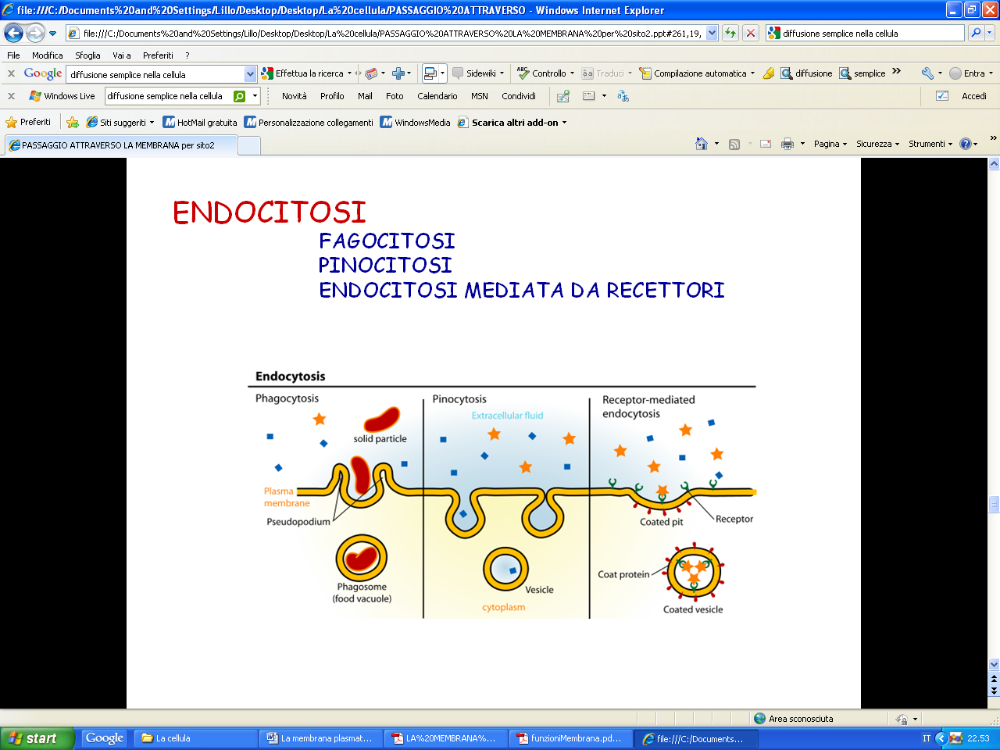 file:///C:/Documents%20and%20Settings/Lillo/Desktop/Desktop/La%20cellula/PASSAGGIO%20ATTRAVERSO - Windows Internet Explorer
file:///C:/Documents%20and%20Settings/Lillo/Desktop/Desktop/La%20cellula/PASSAGGIO%20ATTRAVERSO%20LA%20MEMBRANA%20per%20sito2.ppt#261,19,
diffusione semplice nella cellula
File Modifica Sfoglia Vai a Preferiti ?
x Google diffusione semplice nella cellula Effettua la ricerca Sidewiki ABC Controllo Traduci Compilazione automatica diffusione semplice » Entra
x Windows Live diffusione semplice nella cellula Novità Profilo Mail Foto Calendario MSN Condividi Accedi
Preferiti Siti suggeriti HotMail gratuita Personalizzazione collegamenti WindowsMedia Scarica altri add-on
PASSAGGIO ATTRAVERSO LA MEMBRANA per sito2 Pagina Sicurezza Strumenti »
ENDOCITOSI
FAGOCITOSI
PINOCITOSI
ENDOCITOSI MEDIATA DA RECETTORI
Endocytosis
Phagocytosis
solid particle
Plasma
membrane
Pseudopodium
Phagosome
(food vacuole)
Pinocytosis
Extracellular fluid
Vesicle
cytoplasm
Receptor-mediated
endocytosis
Coated pit
Receptor
Coat protein
Coated vesicle
Area sconosciuta
start Google La cellula La membrana plasmat... LA%20MEMBRANA%... funzioniMembrana.pd... file:///C:/Documents... IT 22.53